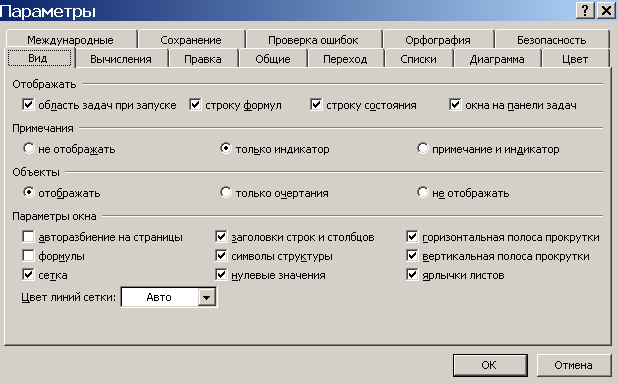 Параметры
Международные Сохранение Проверка ошибок Орфография Безопасность
Вид Вычисления Правка Общие Переход Списки Диаграмма Цвет
Отображать
область задач при запуске строку формул строку состояния окна на панели задач
Примечания
не отображать только индикатор примечание и индикатор
Объекты
отображать только очертания не отображать
Параметры окна
авторазбиение на страницы заголовки строк и столбцов горизонтальная полоса прокрутки
формулы символы структуры вертикальная полоса прокрутки
сетка нулевые значения ярлычки листов
Цвет линий сетки: Авто
OK Отмена